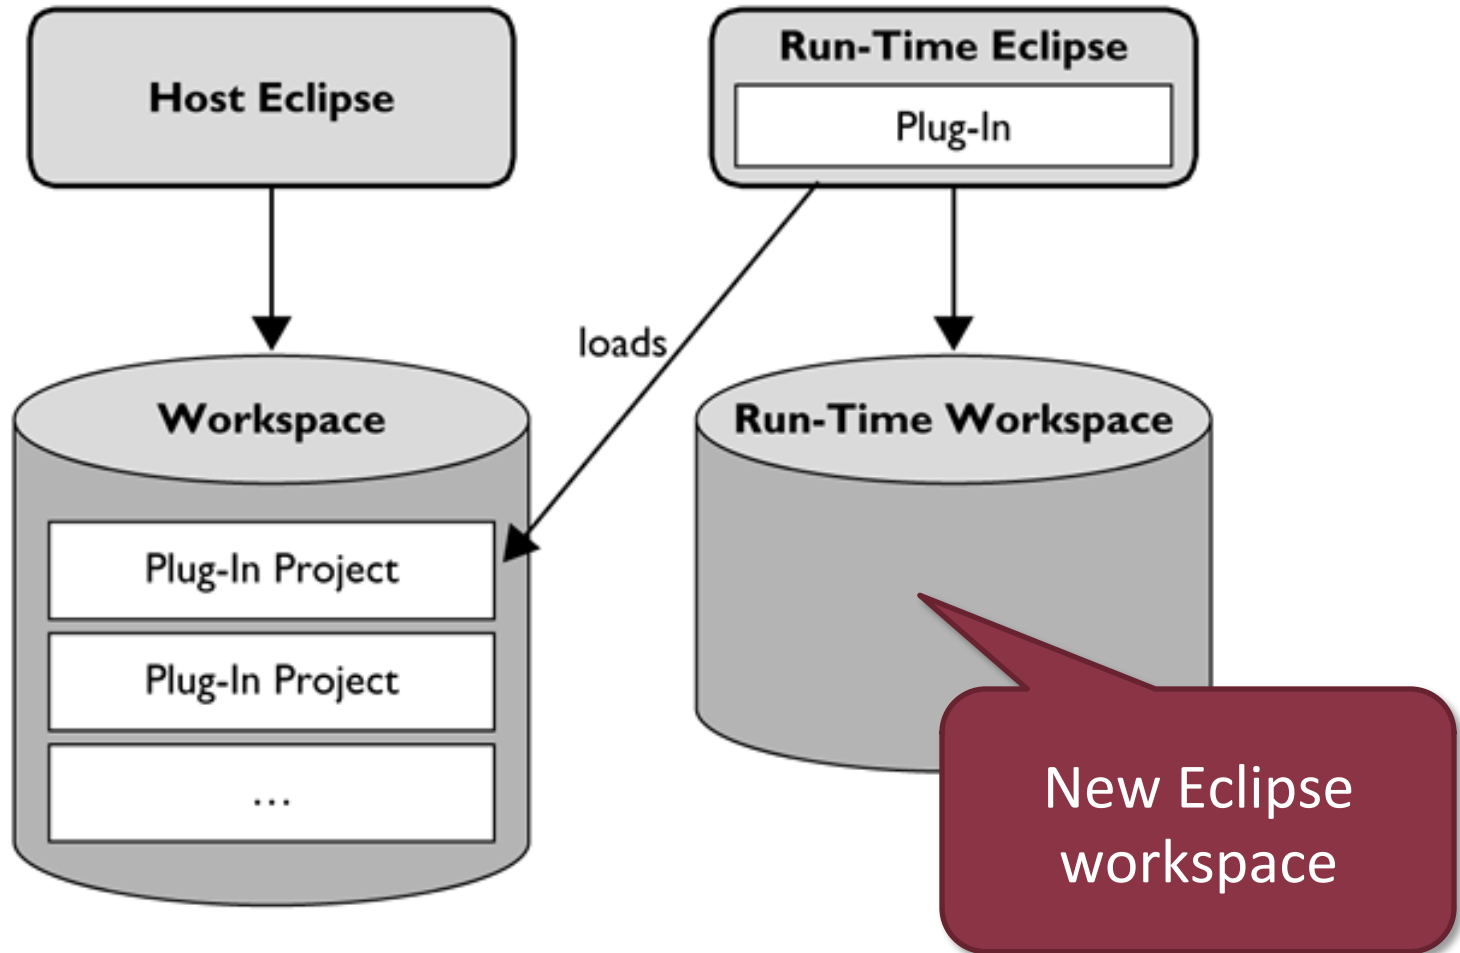 Host Eclipse
Run-Time Eclipse
Plug-In
loads
Workspace
Run-Time Workspace
Plug-In Project
Plug-In Project
...
New Eclipse
workspace